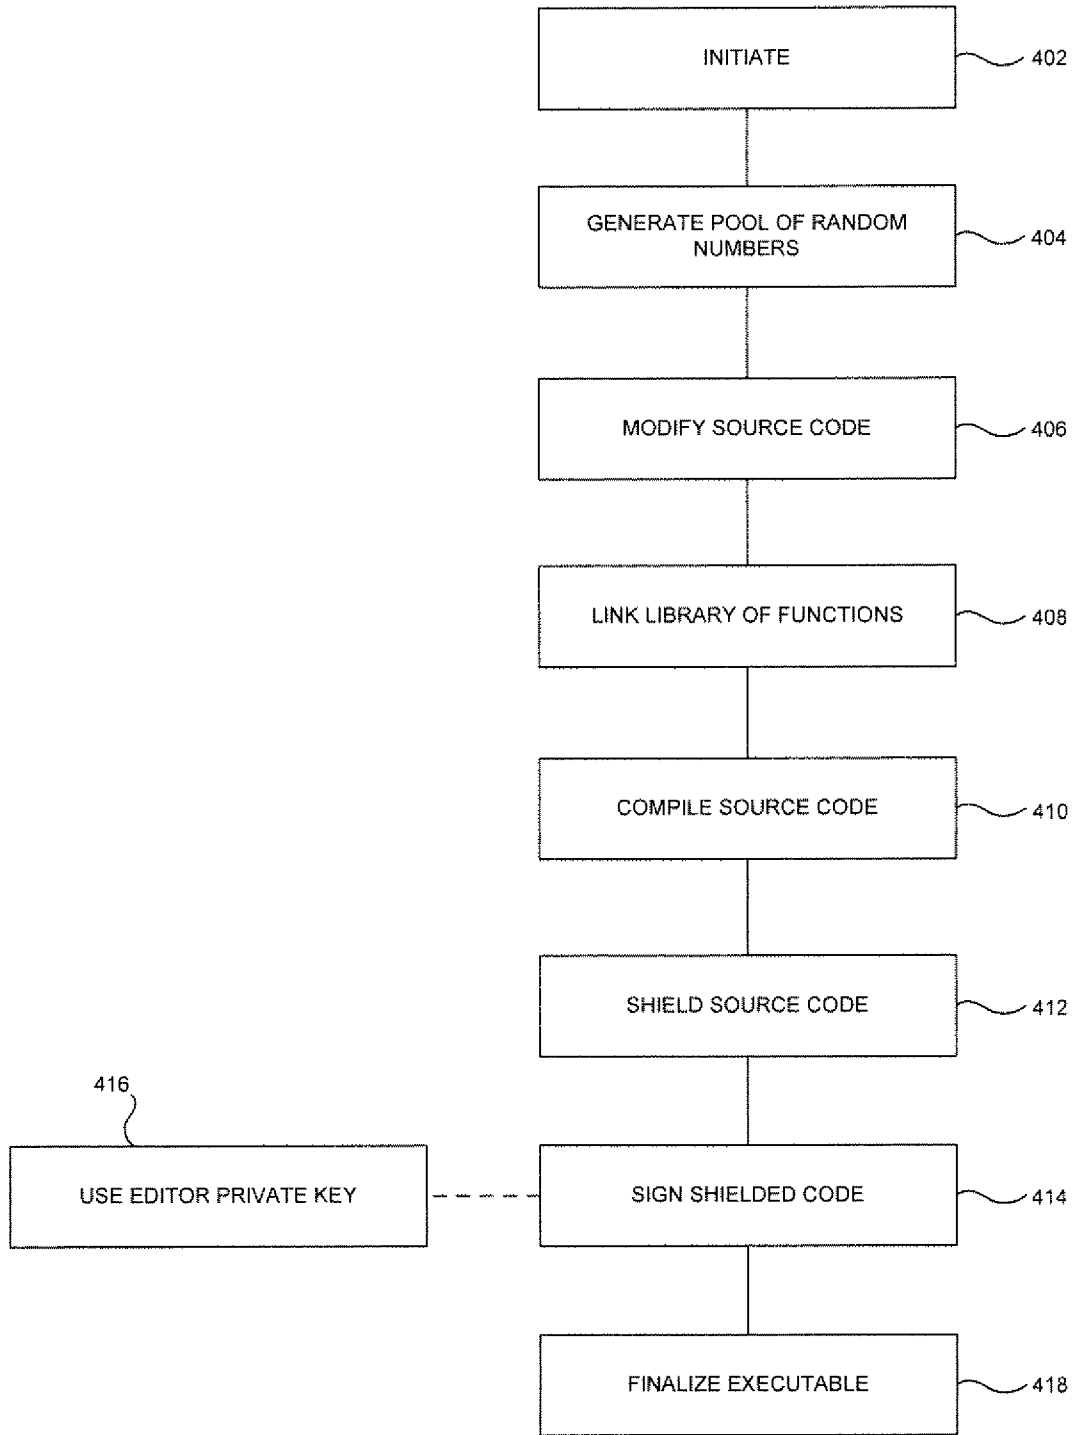 INITIATE
402
GENERATE POOL OF RANDOM
NUMBERS
404
MODIFY SOURCE CODE
406
LINK LIBRARY OF FUNCTIONS
408
COMPILE SOURCE CODE
410
SHIELD SOURCE CODE
412
416
USE EDITOR PRIVATE KEY
SIGN SHIELDED CODE
414
FINALIZE EXECUTABLE
418